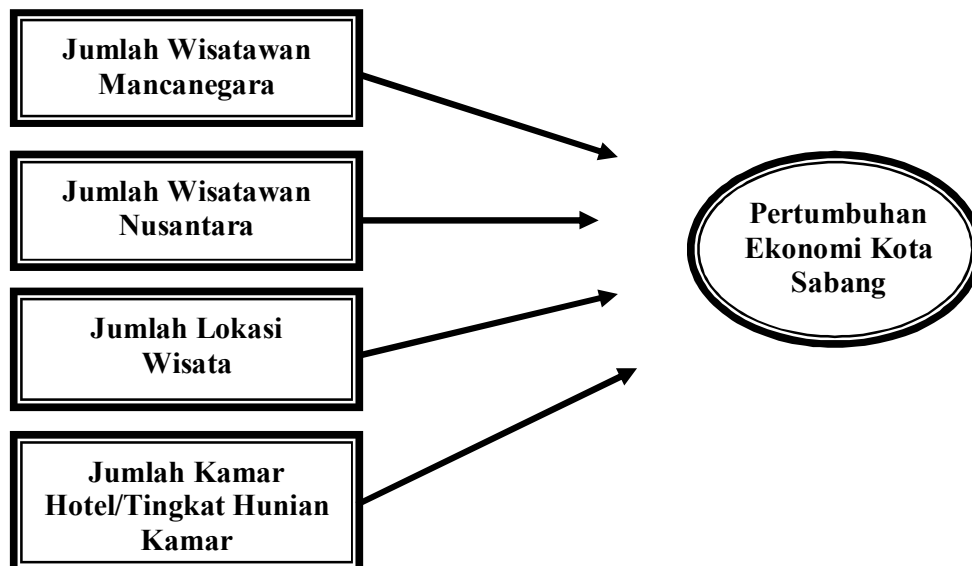 Jumlah Wisatawan
Mancanegara
Jumlah Wisatawan
Nusantara
Jumlah Lokasi
Wisata
Jumlah Kamar
Hotel/Tingkat Hunian
Kamar
Pertumbuhan
Ekonomi Kota
Sabang